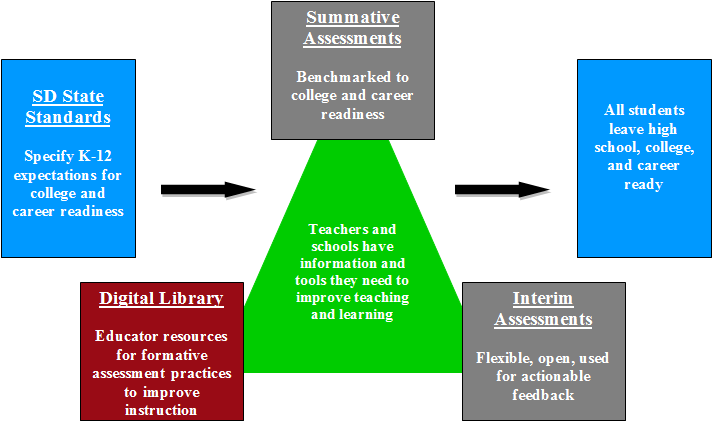 Summative
Assessments
Benchmarked to
college and career
readiness
SD State
Standards
Specify K-12
expectations for
college and
career readiness
All students
leave high
school, college,
and career
ready
Teachers and
schools have
information and
tools they need to
improve teaching
and learning
Digital Library
Educator resources
for formative
assessment practices
to improve
instruction
Interim
Assessments
Flexible, open, used
for actionable
feedback